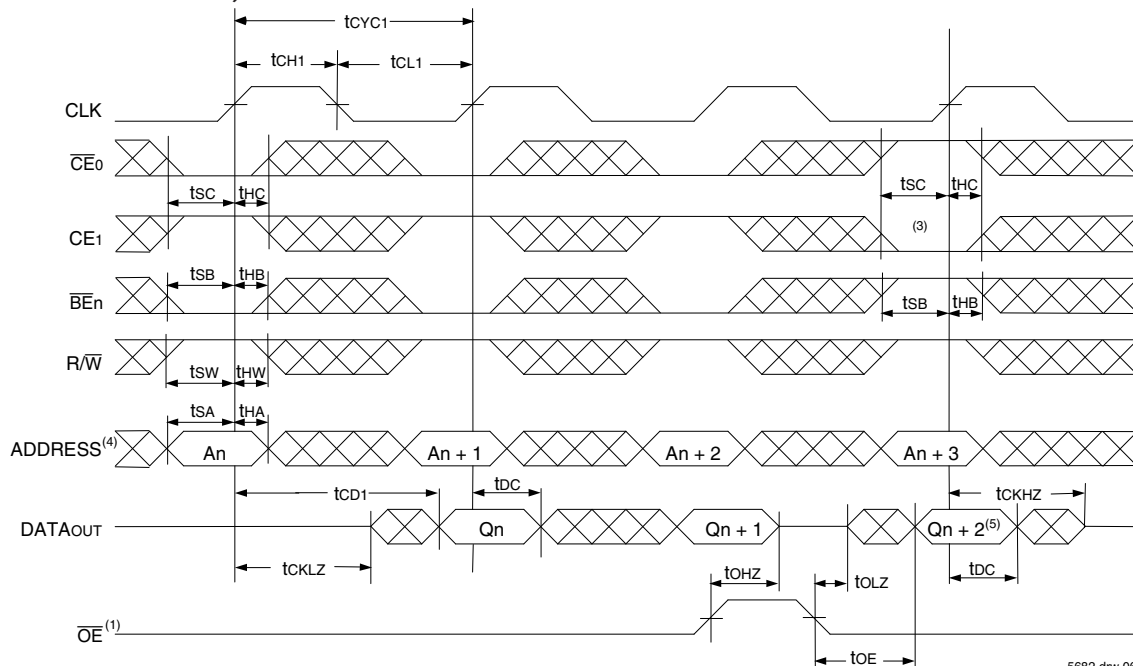 tCYC1
tCH1 tCL1
CLK
CE0
tSC tHC tSC tHC
CE1 (3)
tSB tHB
BEn
tSB tHB
R/W
tSW tHW
tSA tHA
ADDRESS(4) An An + 1 An + 2 An + 3
tCD1 tDC tCKHZ
DATAOUT Qn Qn + 1 Qn + 2(5)
tCKLZ tOHZ tOLZ tDC
OE(1)
tOE